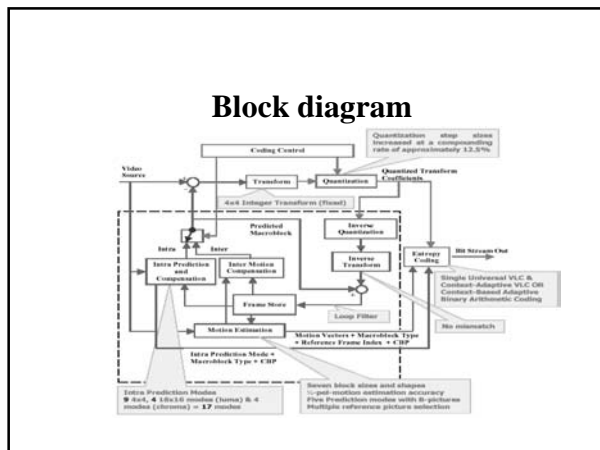 Block diagram
Quantization step sizes
increased at a compounding
rate of approximately 12.5%
Coding Control
Video
Source
Transform
Quantization
Quantized Transform
Coefficients
4x4 Integer Transform (fixed)
Predicted
Macroblock
Inverse
Quantization
Intra
Inter
Intra Prediction
and
Compensation
Inter Motion
Compensation
Inverse
Transform
Entropy
Coding
Bit Stream Out
Single Universal VLC &
Context-Adaptive VLC OR
Context-Based Adaptive
Binary Arithmetic Coding
Frame Store
Loop Filter
No mismatch
Motion Estimation
Motion Vectors + Macroblock Type
+ Reference Frame Index + CBP
Intra Prediction Mode +
Macroblock Type + CBP
Intra Prediction Modes
9 4x4, 4 16x16 modes (luma) & 4
modes (chroma) = 17 modes
Seven block sizes and shapes
-pel-motion estimation accuracy
Five Prediction modes with B-pictures
Multiple reference picture selection